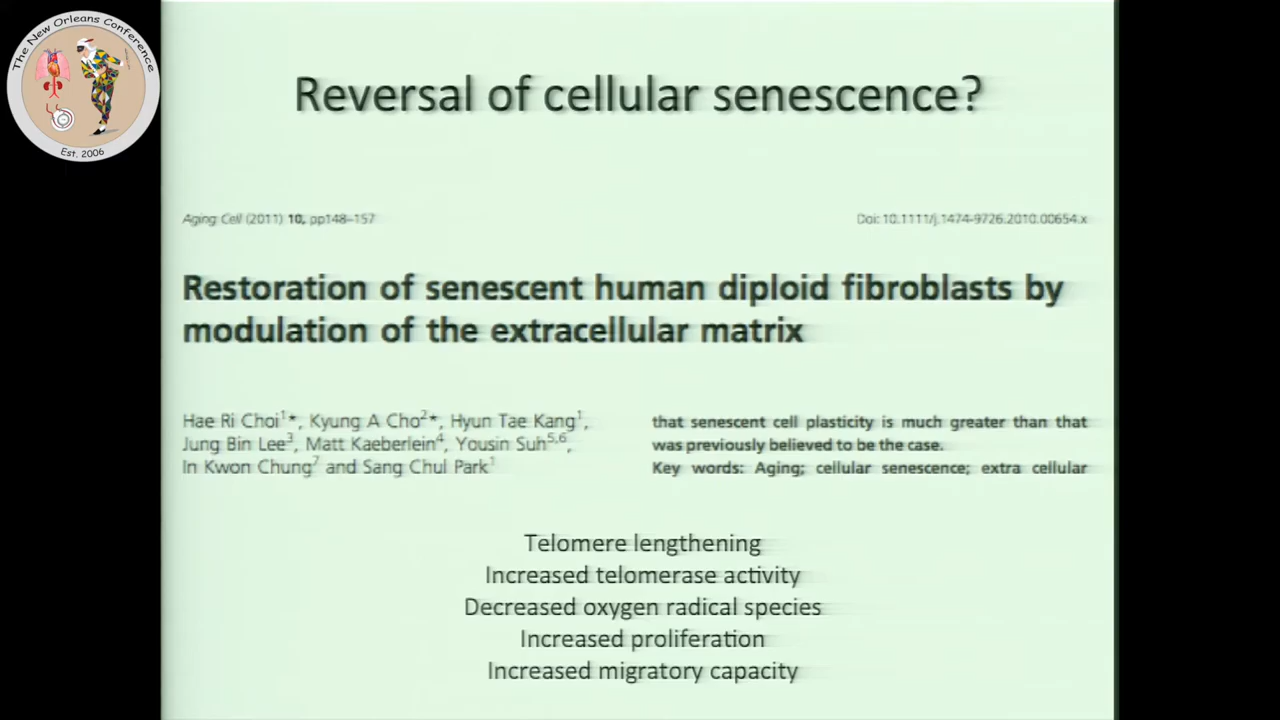 The New Orleans Conference
Est. 2006
Reversal of cellular senescence?
Aging Cell (2011) 10, pp148–157
Doi: 10.1111/j.1474-9726.2010.00654.x
Restoration of senescent human diploid fibroblasts by
modulation of the extracellular matrix
Hae Ri Choi¹*, Kyung A Cho²*, Hyun Tae Kang¹,
Jung Bin Lee³, Matt Kaeberlein⁴, Yousin Suh⁵,⁶,
In Kwon Chung⁷ and Sang Chul Park¹
that senescent cell plasticity is much greater than that
was previously believed to be the case.
Key words: Aging; cellular senescence; extra cellular
Telomere lengthening
Increased telomerase activity
Decreased oxygen radical species
Increased proliferation
Increased migratory capacity